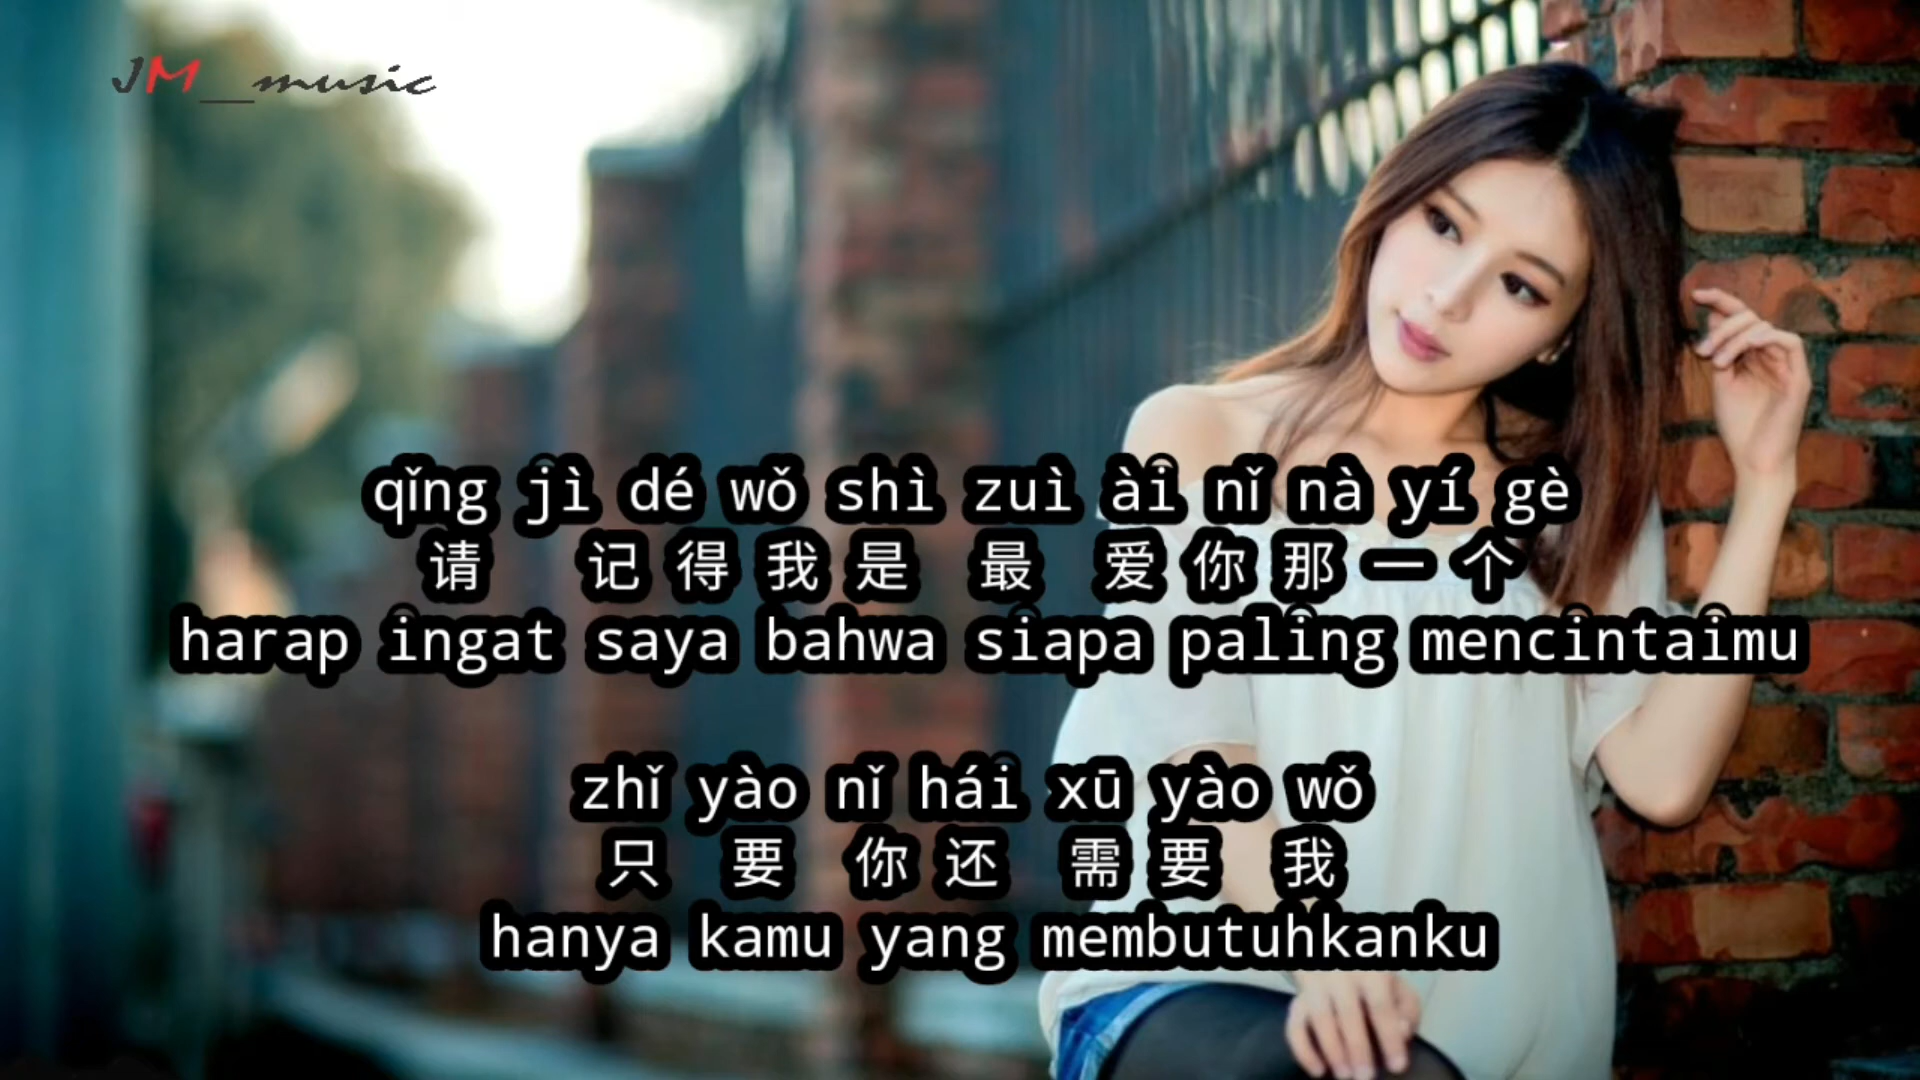 JM_music
qǐng jì dé wǒ shì zuì ài nǐ nà yí gè
请 记 得 我 是 最 爱 你 那 一 个
harap ingat saya bahwa siapa paling mencintaimu
zhǐ yào nǐ hái xū yào wǒ
只 要 你 还 需 要 我
hanya kamu yang membutuhkanku